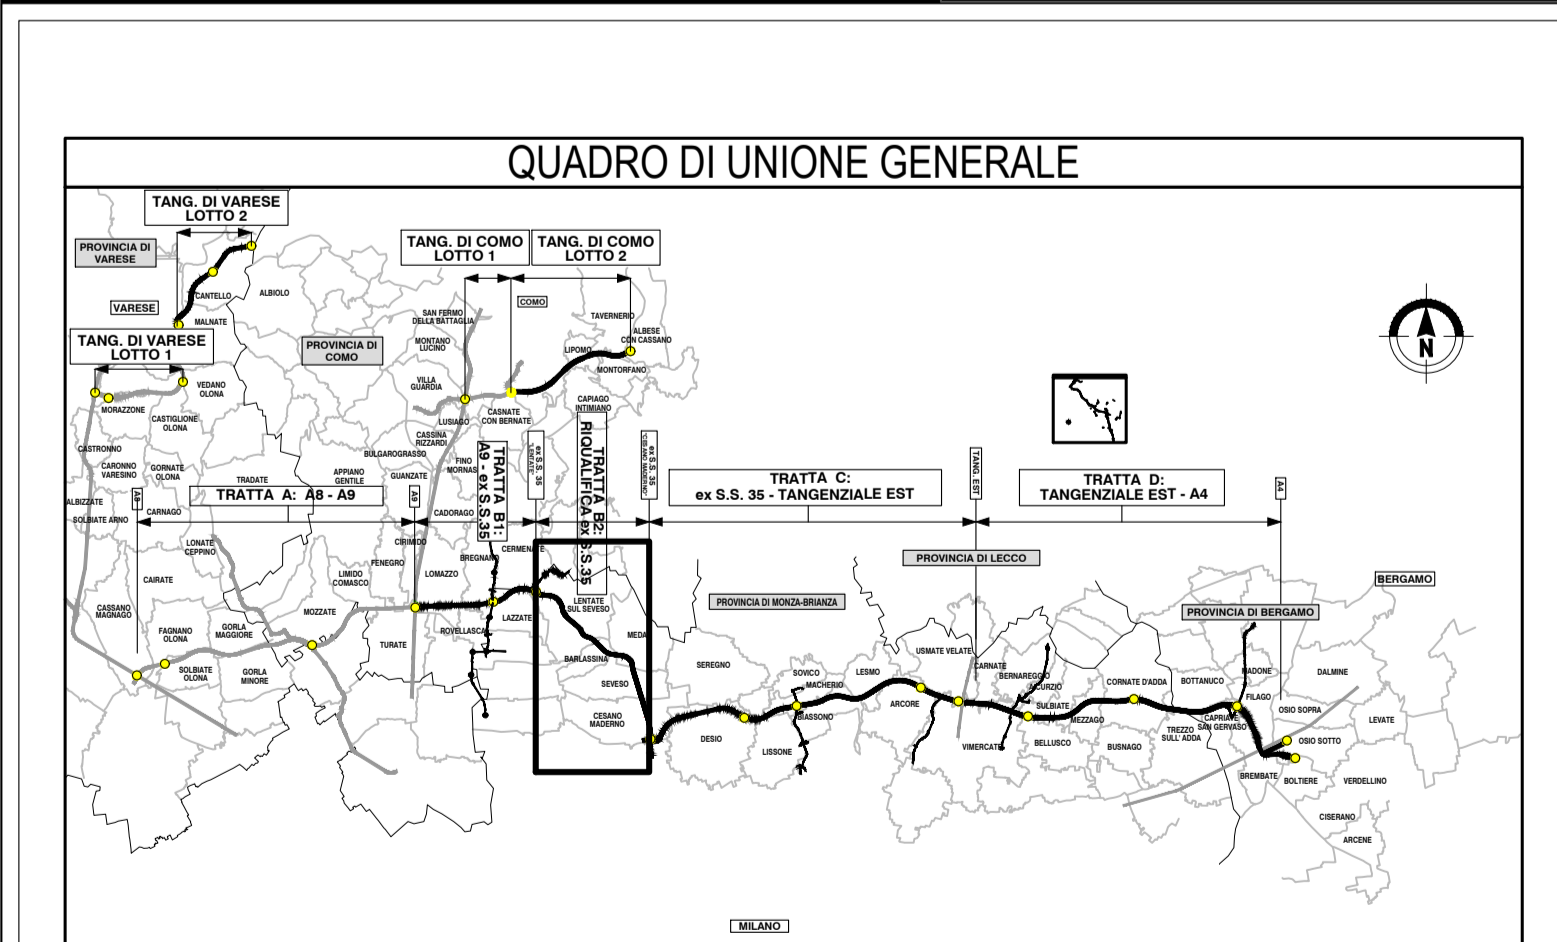 QUADRO DI UNIONE GENERALE
TANG. DI VARESE
LOTTO 2
PROVINCIA DI
VARESE
TANG. DI COMO
LOTTO 1
TANG. DI COMO
LOTTO 2
CANTELLO
ALBIOLO
VARESE
MALNATE
COMO
SAN FERMO
DELLA BATTAGLIA
TAVERNERIO
ALBESE
CON CASSANO
TANG. DI VARESE
LOTTO 1
PROVINCIA DI
COMO
MONTANO
LUCINO
LIPOMO
MONTORFANO
VEDANO
OLONA
VILLA
GUARDIA
MORAZZONE
CASTIGLIONE
OLONA
LUSIAGO
CASNATE
CON BERNATE
CAPIAGO
INTIMIANO
CASSINA
RIZZARDI
CASTRONNO
BULGAROGRASSO
CARONNO
VARESINO
GORNATE
OLONA
TRADATE
APPIANO
GENTILE
GUANZATE
FINO
MORNAS
TRATTA B1:
A9 - ex S.S.35
ex S.S. 35
"LENTATE"
TRATTA B2:
RIQUALIFICA ex S.S.35
ex S.S. 35
"CESANO MADERNO"
TRATTA C:
ex S.S. 35 - TANGENZIALE EST
TANG. EST
TRATTA D:
TANGENZIALE EST - A4
A4
ALBIZZATE
A8
TRATTA A: A8 - A9
A9
SOLBIATE ARNO
CARNAGO
CADORAGO
LONATE
CEPPINO
CIRIMIDO
BREGNANO
CERMENATE
FENEGRO
LIMIDO
COMASCO
LOMAZZO
CAIRATE
PROVINCIA DI LECCO
BERGAMO
CASSANO
MAGNAGO
MOZZATE
LENTATE
SUL SEVESO
PROVINCIA DI MONZA-BRIANZA
PROVINCIA DI BERGAMO
LAZZATE
FAGNANO
OLONA
GORLA
MAGGIORE
TURATE
ROVELLASCA
MEDA
BARLASSINA
SOLBIATE
OLONA
GORLA
MINORE
SEVESO
SEREGNO
SOVICO
MACHERIO
LESMO
USMATE VELATE
CARNATE
BERNAREGGIO
CORNATE D'ADDA
BOTTANUCO
MADONE
DALMINE
CESANO
MADERNO
BIASSONO
ARCORE
SULBIATE
MEZZAGO
FILAGO
CAPRIATE
SAN GERVASO
OSIO SOPRA
LEVATE
DESIO
LISSONE
VIMERCATE
BELLUSCO
BUSNAGO
TREZZO
SULL' ADDA
OSIO SOTTO
BREMBATE
BOLTIERE
VERDELLINO
CISERANO
ARCENE
MILANO
N